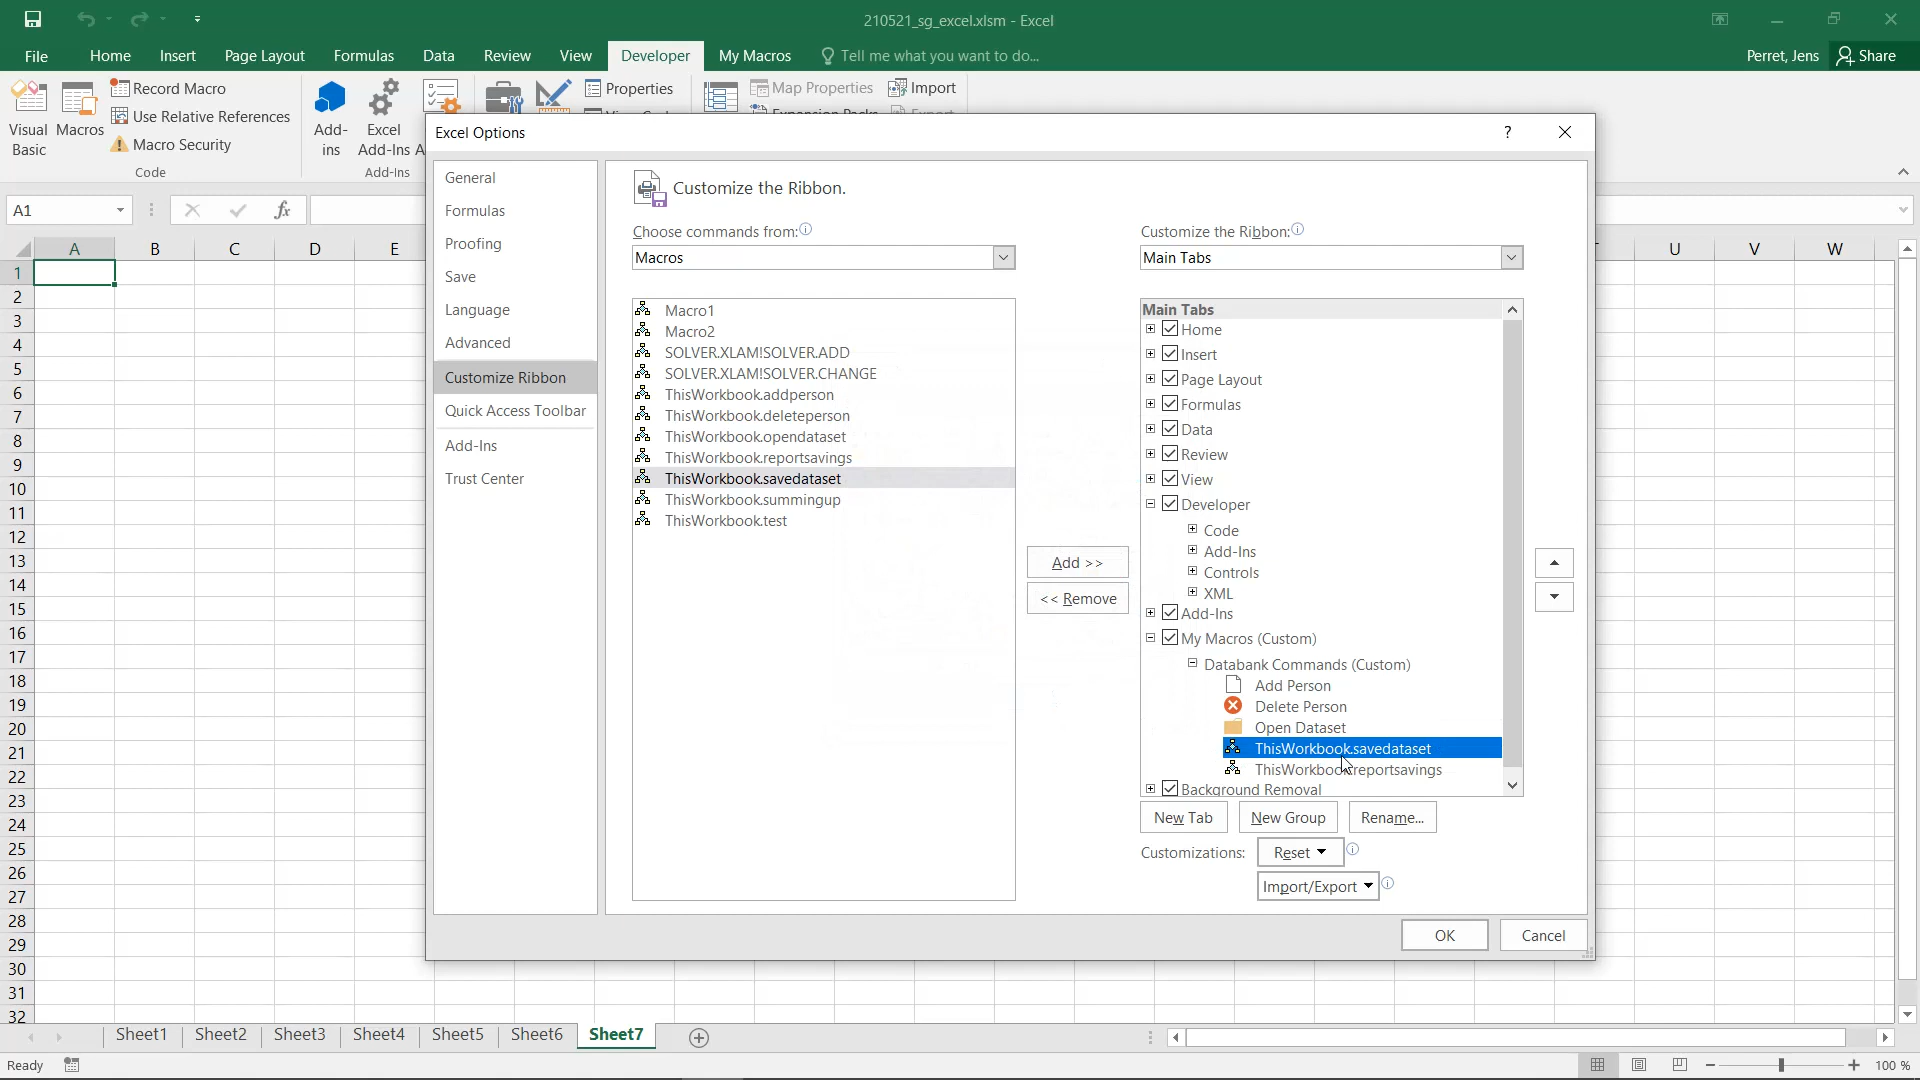 210521_sg_excel.xlsm - Excel
File Home Insert Page Layout Formulas Data Review View Developer My Macros Tell me what you want to do... Perret, Jens Share
Visual Basic
Macros
Record Macro
Use Relative References
Macro Security
Code
Add-ins
Excel Add-Ins
Add-Ins
Properties
Map Properties
Expansion Packs
Import
Export
A1
fx
A B C D E U V W
1
2
3
4
5
6
7
8
9
10
11
12
13
14
15
16
17
18
19
20
21
22
23
24
25
26
27
28
29
30
31
32
Excel Options
?
General
Formulas
Proofing
Save
Language
Advanced
Customize Ribbon
Quick Access Toolbar
Add-Ins
Trust Center
Customize the Ribbon.
Choose commands from:
Macros
Macro1
Macro2
SOLVER.XLAM!SOLVER.ADD
SOLVER.XLAM!SOLVER.CHANGE
ThisWorkbook.addperson
ThisWorkbook.deleteperson
ThisWorkbook.opendataset
ThisWorkbook.reportsavings
ThisWorkbook.savedataset
ThisWorkbook.summingup
ThisWorkbook.test
Add >>
<< Remove
Customize the Ribbon:
Main Tabs
Main Tabs
Home
Insert
Page Layout
Formulas
Data
Review
View
Developer
Code
Add-Ins
Controls
XML
Add-Ins
My Macros (Custom)
Databank Commands (Custom)
Add Person
Delete Person
Open Dataset
ThisWorkbook.savedataset
ThisWorkbook.reportsavings
Background Removal
New Tab New Group Rename...
Customizations: Reset
Import/Export
OK Cancel
Sheet1 Sheet2 Sheet3 Sheet4 Sheet5 Sheet6 Sheet7
Ready 100 %